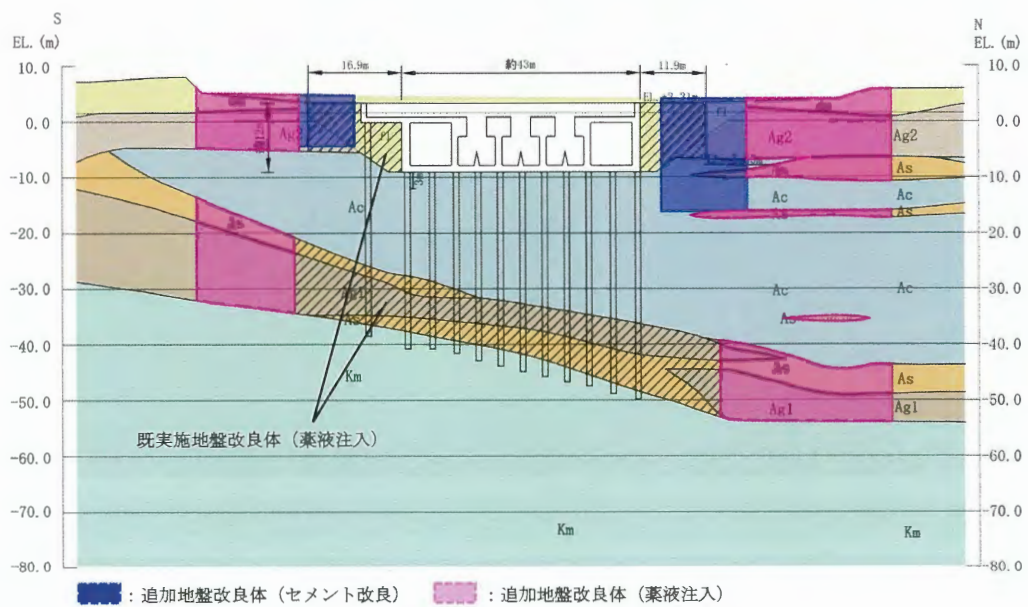 S
N
EL. (m)
EL. (m)
16.9m
約43m
11.9m
10.0
0.0
-10.0
-20.0
-30.0
-40.0
-50.0
-60.0
-70.0
-80.0
10.0
0.0
-10.0
-20.0
-30.0
-40.0
-50.0
-60.0
-70.0
-80.0
Ag2
Ag2
Ag2
As
Ac
Ac
As
Ac
As
Ac
Ac
As
Ag1
Km
As
Ag1
Ag1
既実施地盤改良体（薬液注入）
Km
Km
：追加地盤改良体（セメント改良）
：追加地盤改良体（薬液注入）